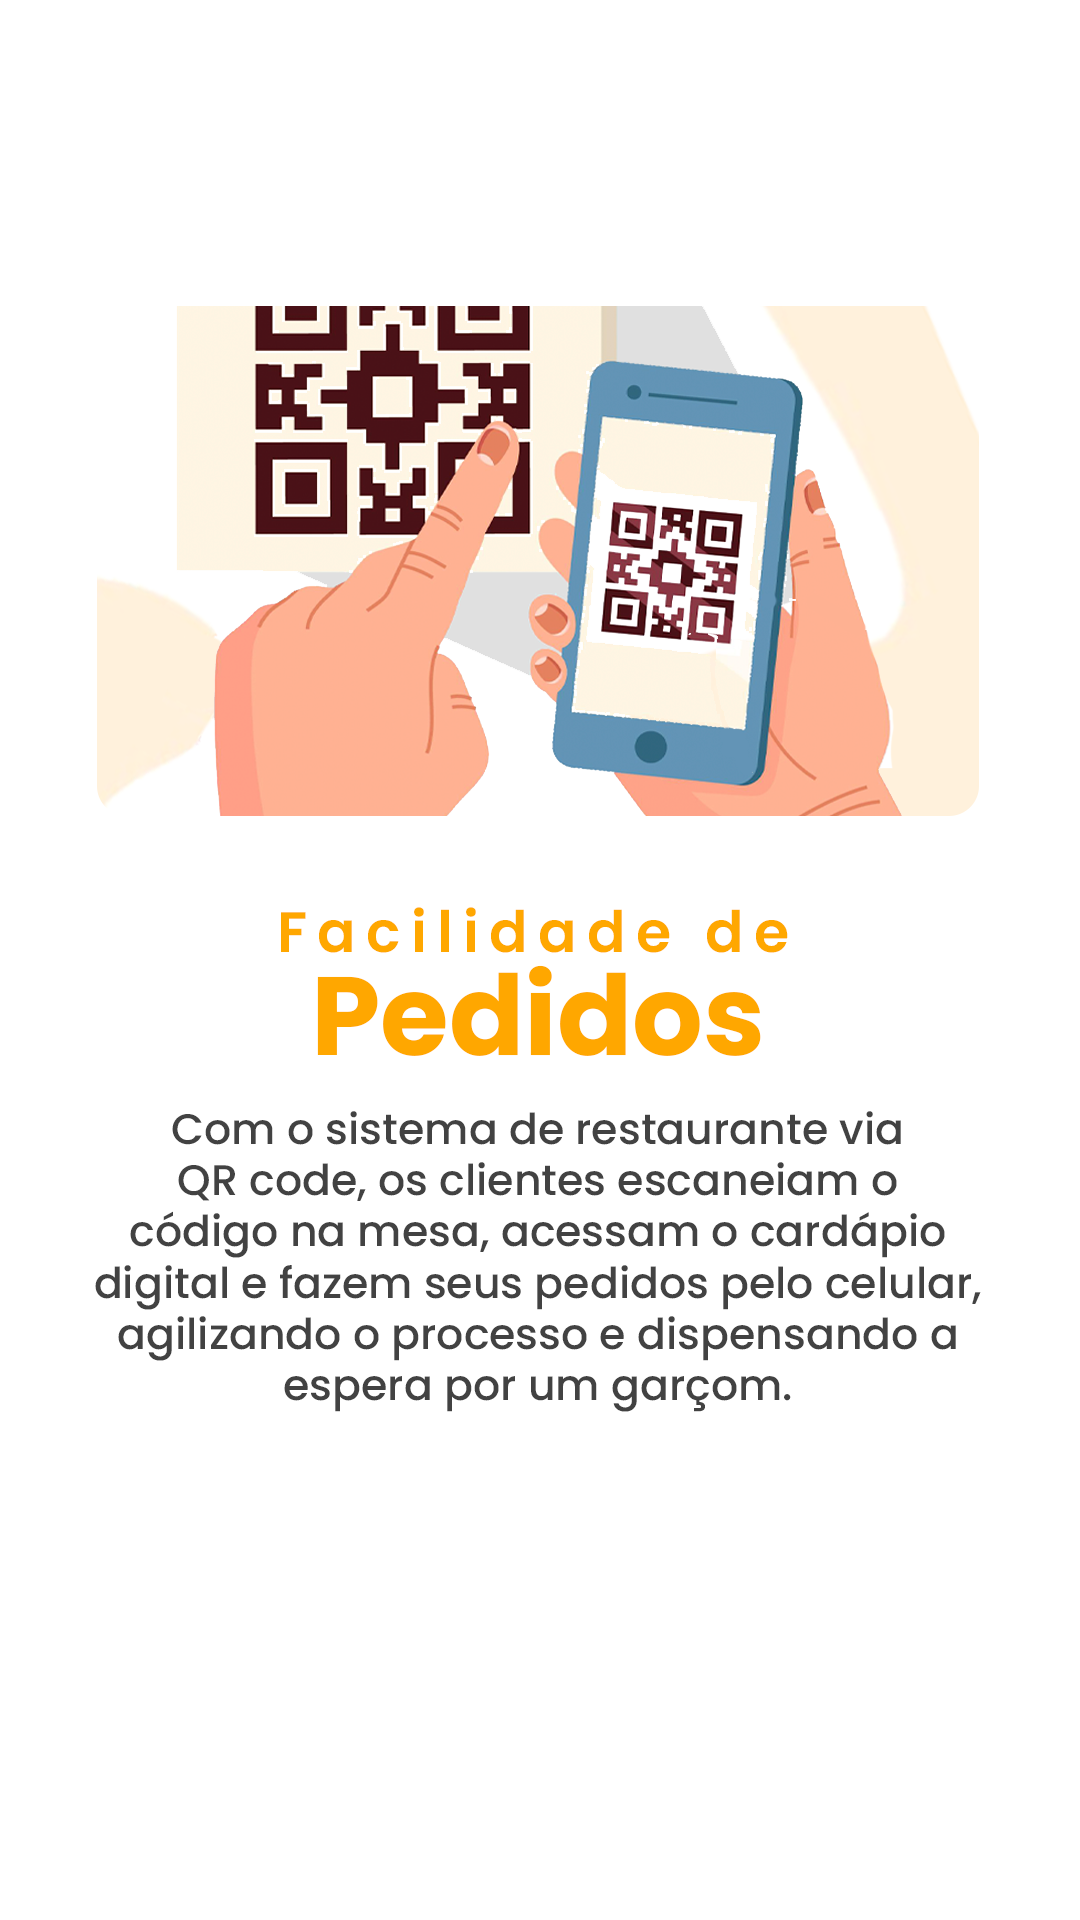 Facilidade de
Pedidos
Com o sistema de restaurante via
QR code, os clientes escaneiam o
código na mesa, acessam o cardápio
digital e fazem seus pedidos pelo celular,
agilizando o processo e dispensando a
espera por um garçom.